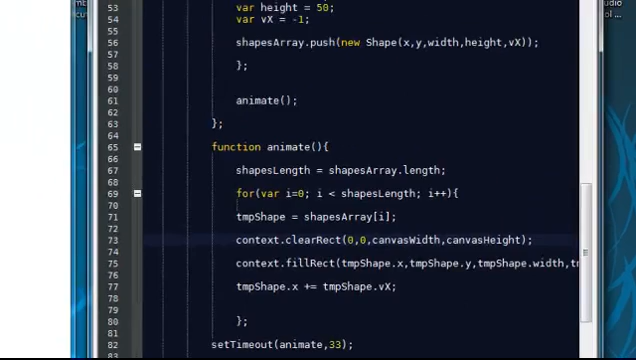 53 var height = 50;
54 var vX = -1;
55
56 shapesArray.push(new Shape(x,y,width,height,vX));
57
58 };
59
60
61 animate();
62
63 };
64
65 function animate(){
66
67 shapesLength = shapesArray.length;
68
69 for(var i=0; i < shapesLength; i++){
70
71 tmpShape = shapesArray[i];
72
73 context.clearRect(0,0,canvasWidth,canvasHeight);
74
75 context.fillRect(tmpShape.x,tmpShape.y,tmpShape.width,
76
77 tmpShape.x += tmpShape.vX;
78
79
80 };
81
82 setTimeout(animate,33);
83